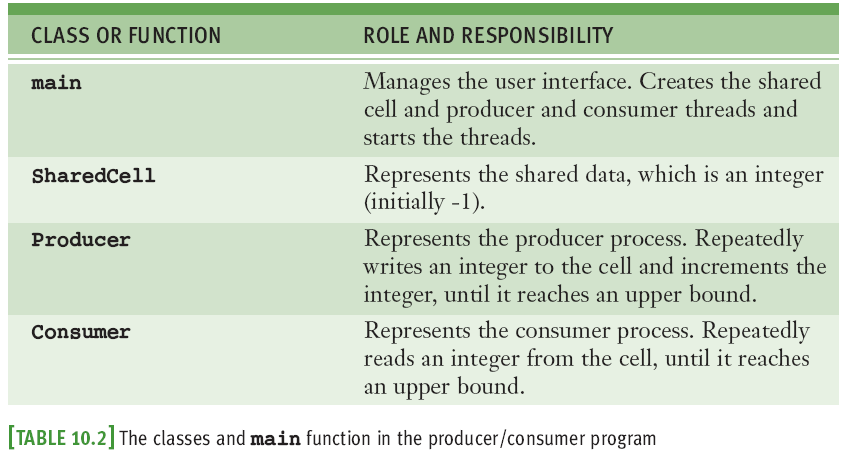 CLASS OR FUNCTION ROLE AND RESPONSIBILITY
main Manages the user interface. Creates the shared
cell and producer and consumer threads and
starts the threads.
SharedCell Represents the shared data, which is an integer
(initially -1).
Producer Represents the producer process. Repeatedly
writes an integer to the cell and increments the
integer, until it reaches an upper bound.
Consumer Represents the consumer process. Repeatedly
reads an integer from the cell, until it reaches
an upper bound.
[TABLE 10.2] The classes and main function in the producer/consumer program